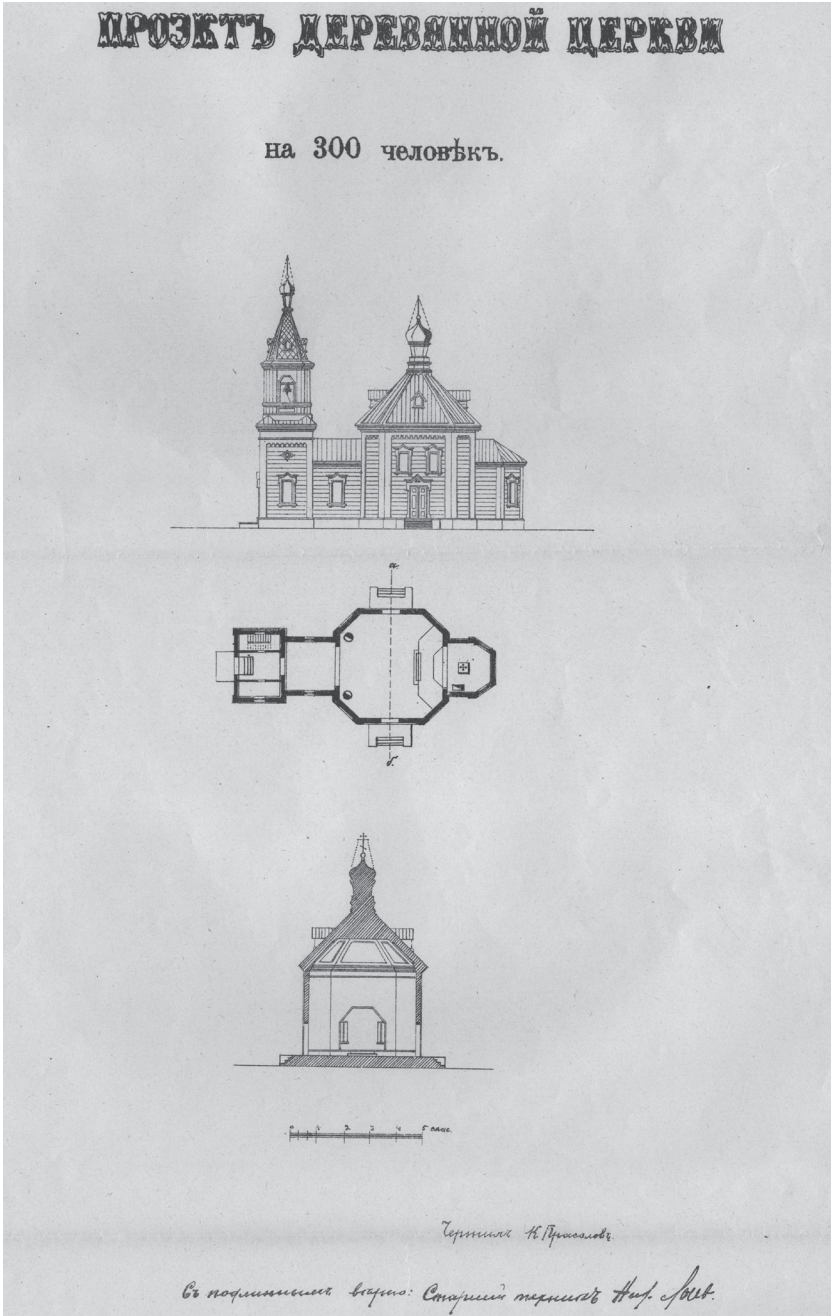 ПРОЭКТЪ ДЕРЕВЯННОЙ ЦЕРКВИ
на 300 человѣкъ.
а.
б.
0 1 2 3 4 5 саж.
Чертилъ К Прасоловъ
Съ подлиннымъ вѣрно: Старшій техникъ